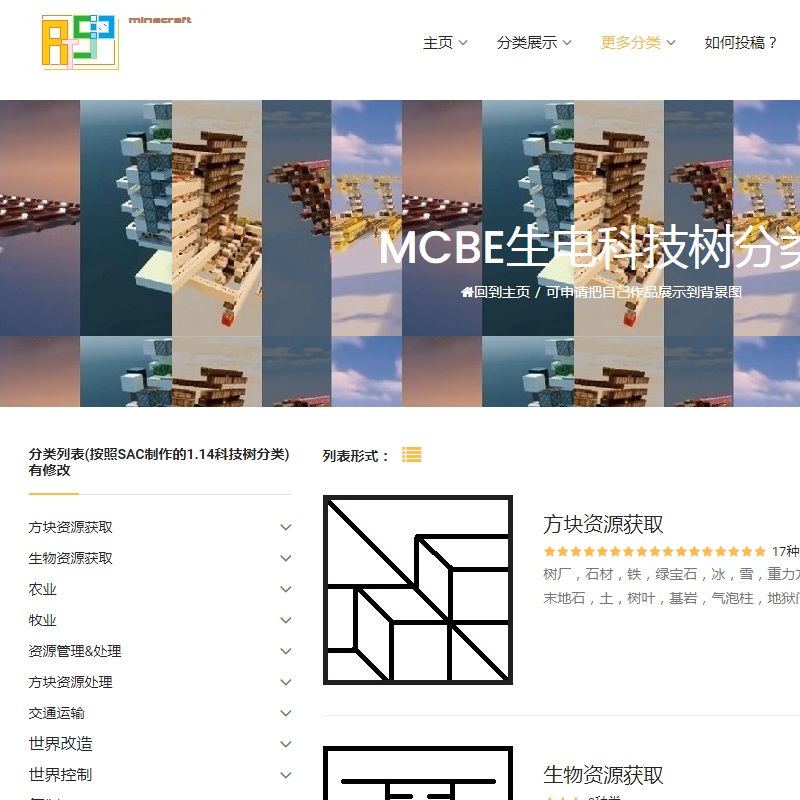 RTSP
minecraft
主页
分类展示
更多分类
如何投稿？
MCBE生电科技树分类
回到主页 / 可申请把自己作品展示到背景图
分类列表(按照SAC制作的1.14科技树分类)
有修改
列表形式：
方块资源获取
生物资源获取
农业
牧业
资源管理&处理
方块资源处理
交通运输
世界改造
世界控制
方块资源获取
17种
树厂，石材，铁，绿宝石，冰，雪，重力
末地石，土，树叶，基岩，气泡柱，地狱
生物资源获取